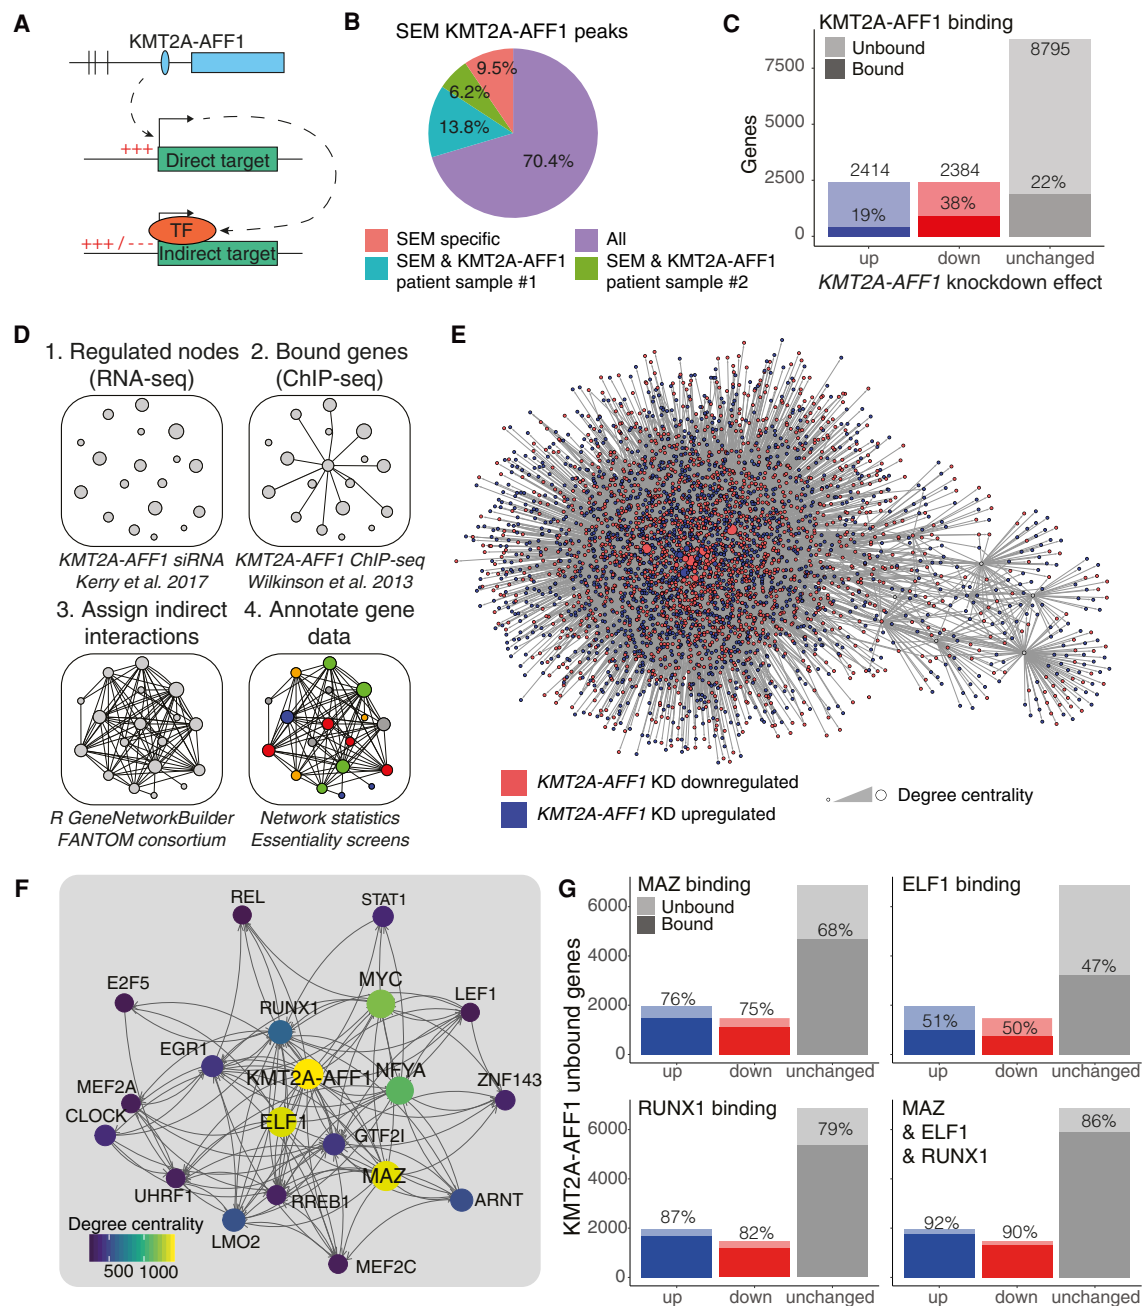 A
KMT2A-AFF1
+++
Direct target
TF
+++ / - - -
Indirect target
B
SEM KMT2A-AFF1 peaks
9.5%
6.2%
13.8%
70.4%
SEM specific
All
SEM & KMT2A-AFF1
patient sample #1
SEM & KMT2A-AFF1
patient sample #2
C
KMT2A-AFF1 binding
Unbound
Bound
Genes
7500
5000
2500
0
2414
19%
2384
38%
8795
22%
up
down
unchanged
KMT2A-AFF1 knockdown effect
D
1. Regulated nodes
(RNA-seq)
KMT2A-AFF1 siRNA
Kerry et al. 2017
2. Bound genes
(ChIP-seq)
KMT2A-AFF1 ChIP-seq
Wilkinson et al. 2013
3. Assign indirect
interactions
R GeneNetworkBuilder
FANTOM consortium
4. Annotate gene
data
Network statistics
Essentiality screens
E
KMT2A-AFF1 KD downregulated
KMT2A-AFF1 KD upregulated
Degree centrality
F
REL
STAT1
E2F5
MYC
LEF1
RUNX1
EGR1
KMT2A-AFF1
NFYA
ZNF143
MEF2A
CLOCK
ELF1
GTF2I
MAZ
UHRF1
RREB1
ARNT
LMO2
MEF2C
Degree centrality
500
1000
G
KMT2A-AFF1 unbound genes
MAZ binding
Unbound
Bound
6000
4000
2000
0
76%
75%
68%
up
down
unchanged
ELF1 binding
51%
50%
47%
up
down
unchanged
RUNX1 binding
6000
4000
2000
0
87%
82%
79%
up
down
unchanged
MAZ
& ELF1
& RUNX1
92%
90%
86%
up
down
unchanged